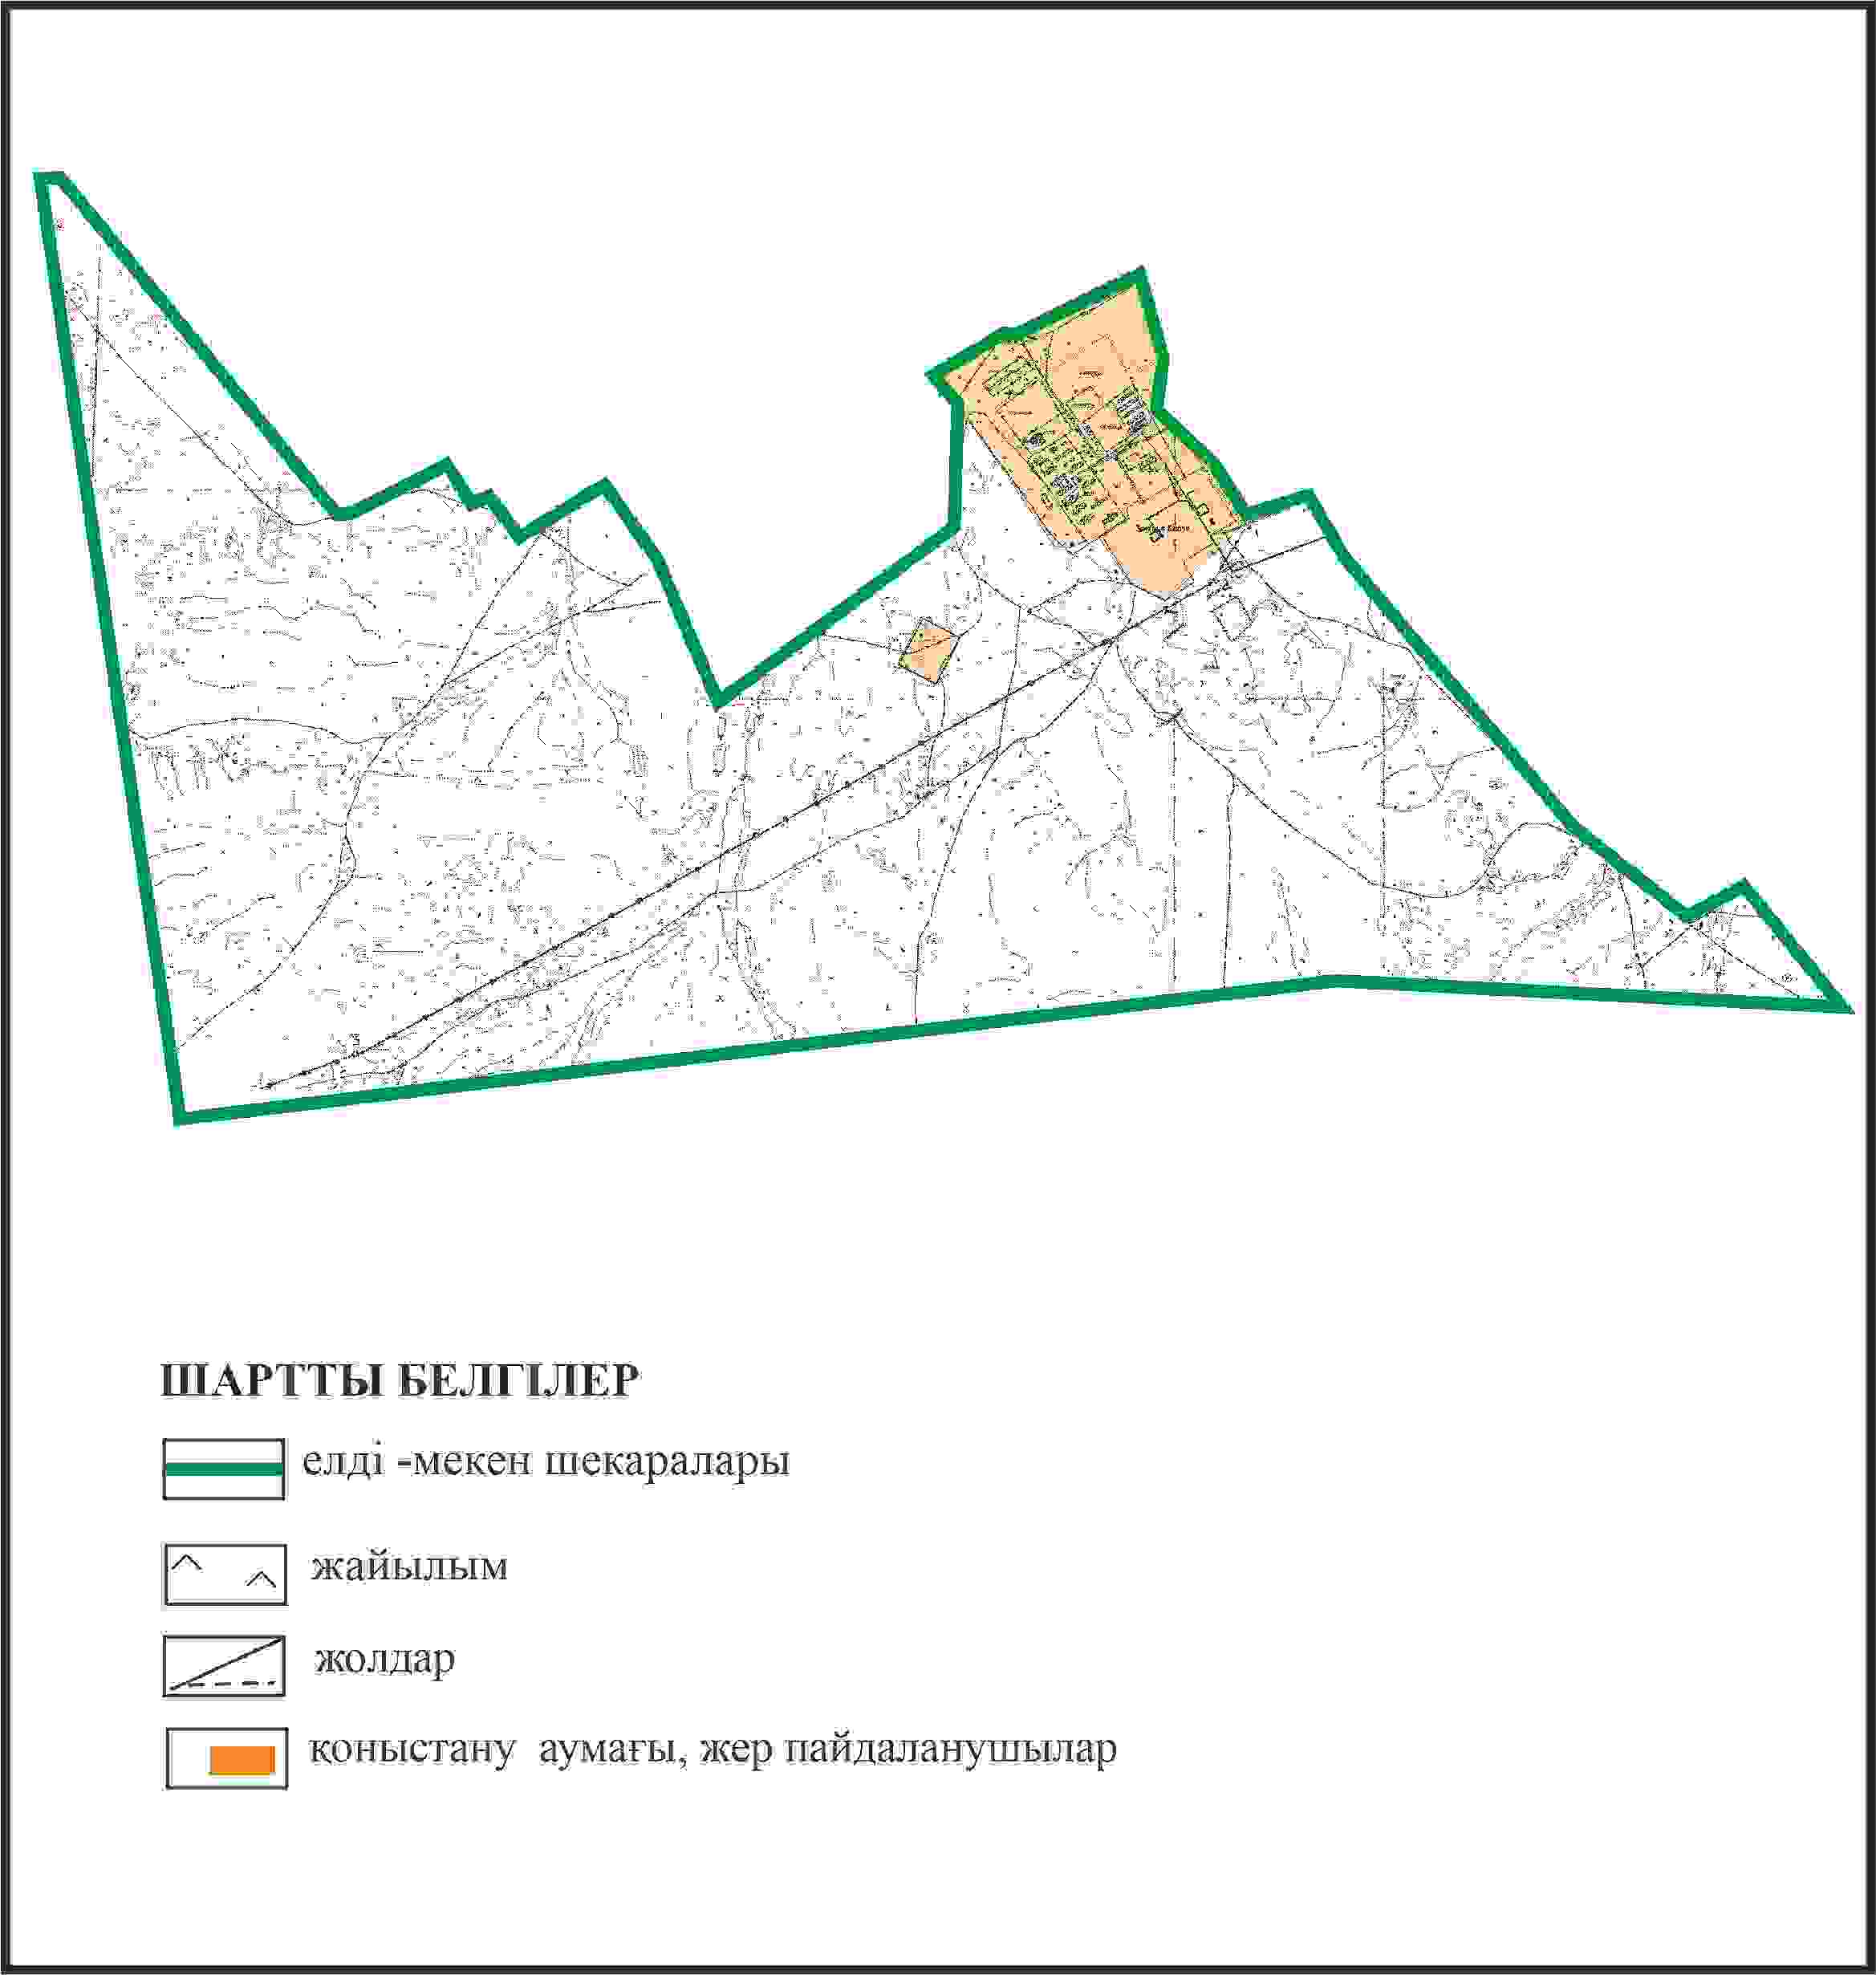 ШАРТТЫ БЕЛГІЛЕР
елді -мекен шекаралары
жайылым
жолдар
қоныстану аумағы, жер пайдаланушылар